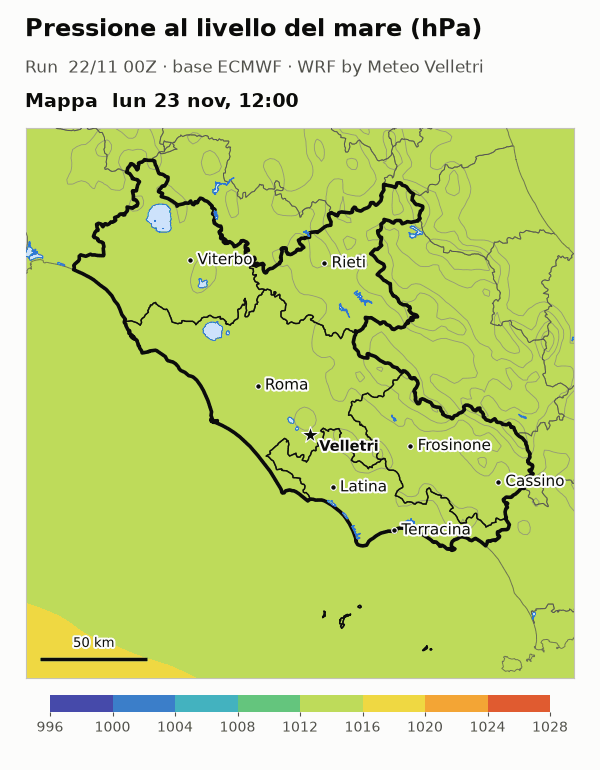 Pressione al livello del mare (hPa)
Run 22/11 00Z · base ECMWF · WRF by Meteo Velletri
Mappa lun 23 nov, 12:00
Viterbo
Rieti
Roma
Velletri
Frosinone
Latina
Cassino
Terracina
50 km
996 1000 1004 1008 1012 1016 1020 1024 1028